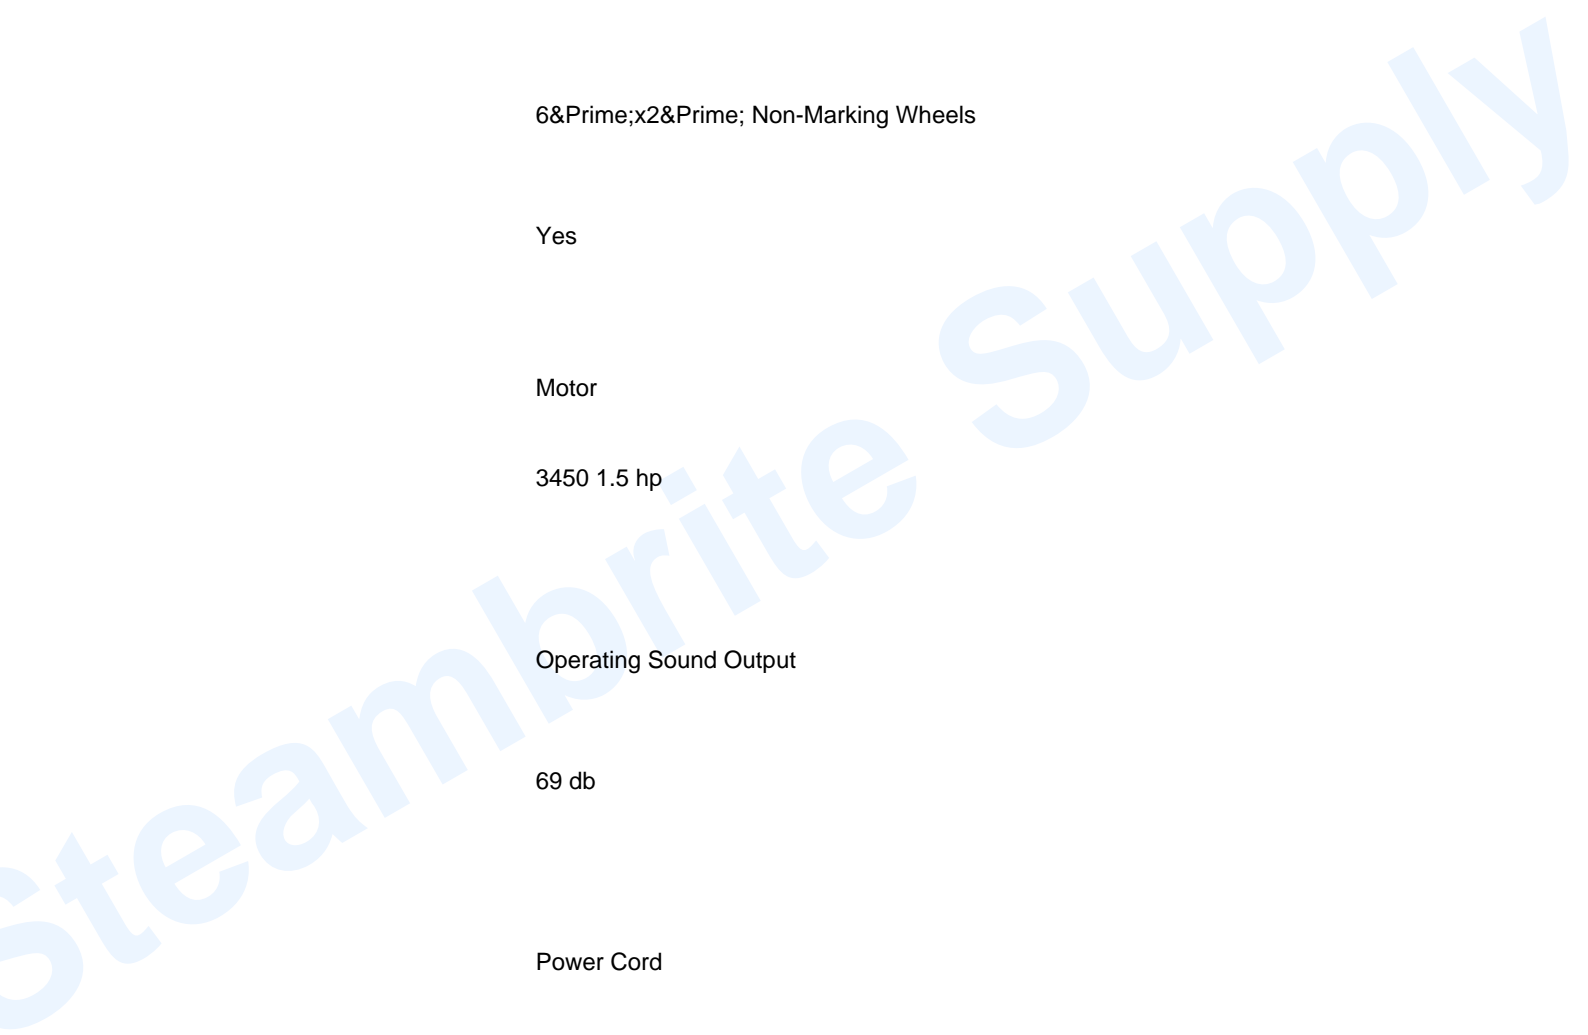 6&Prime;x2&Prime; Non-Marking Wheels
Yes
Motor
3450 1.5 hp
Operating Sound Output
69 db
Power Cord
Steambrite Supply